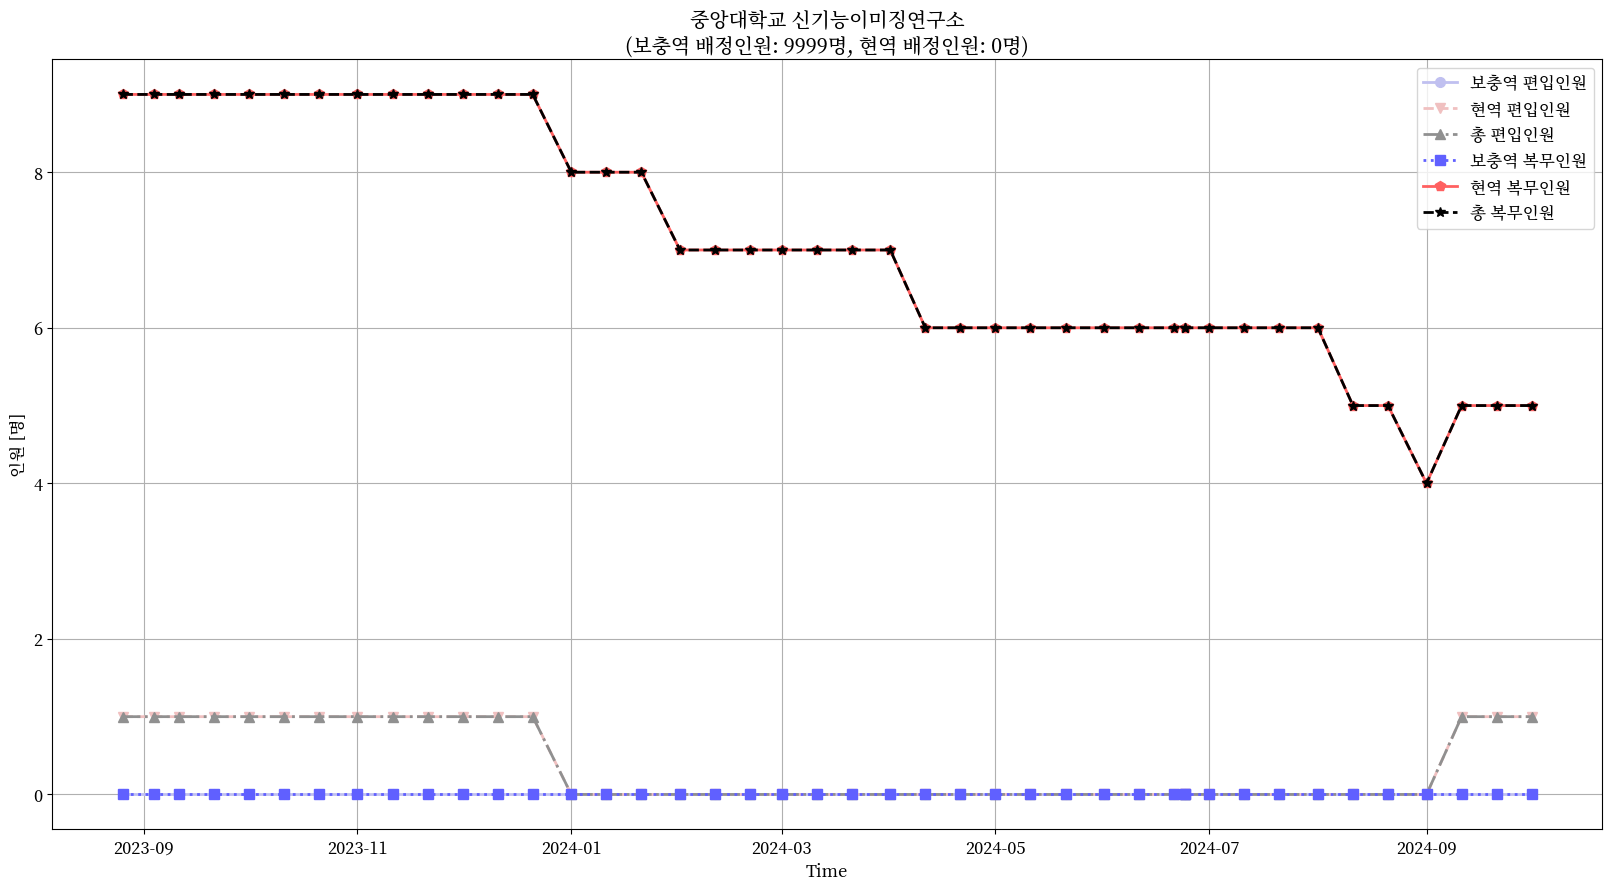 중앙대학교 신기능이미징연구소
(보충역 배정인원: 9999명, 현역 배정인원: 0명)
보충역 편입인원
현역 편입인원
총 편입인원
보충역 복무인원
현역 복무인원
총 복무인원
인원 [명]
8
6
4
2
0
2023-09
2023-11
2024-01
2024-03
2024-05
2024-07
2024-09
Time